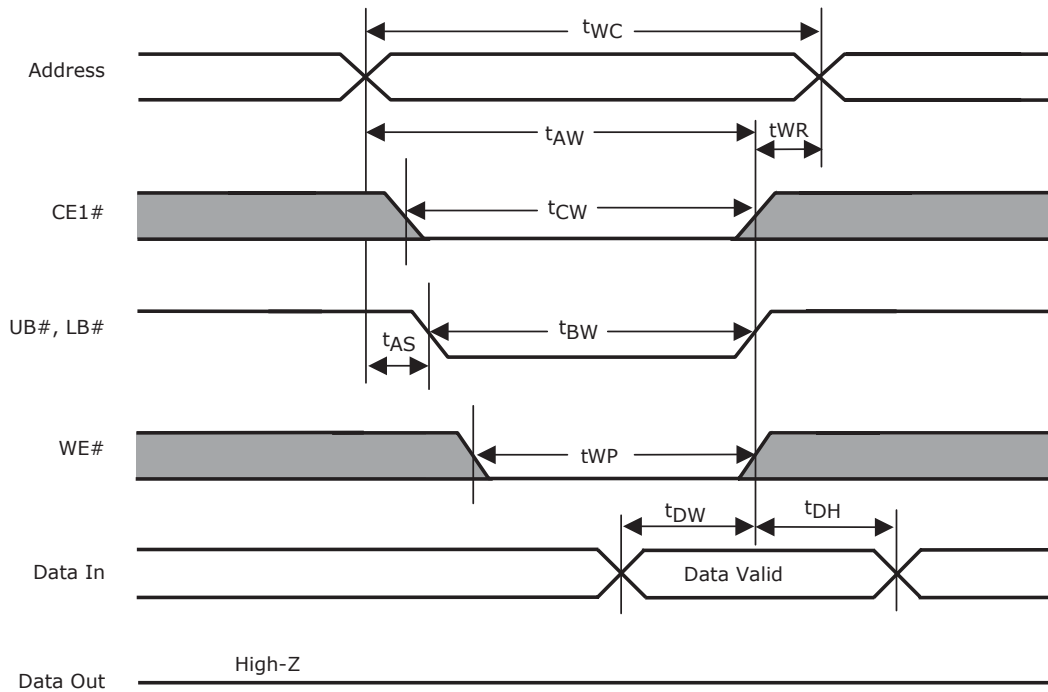 tWC
Address
tAW
tWR
CE1#
tCW
UB#, LB#
tAS
tBW
WE#
tWP
tDW
tDH
Data In
Data Valid
High-Z
Data Out